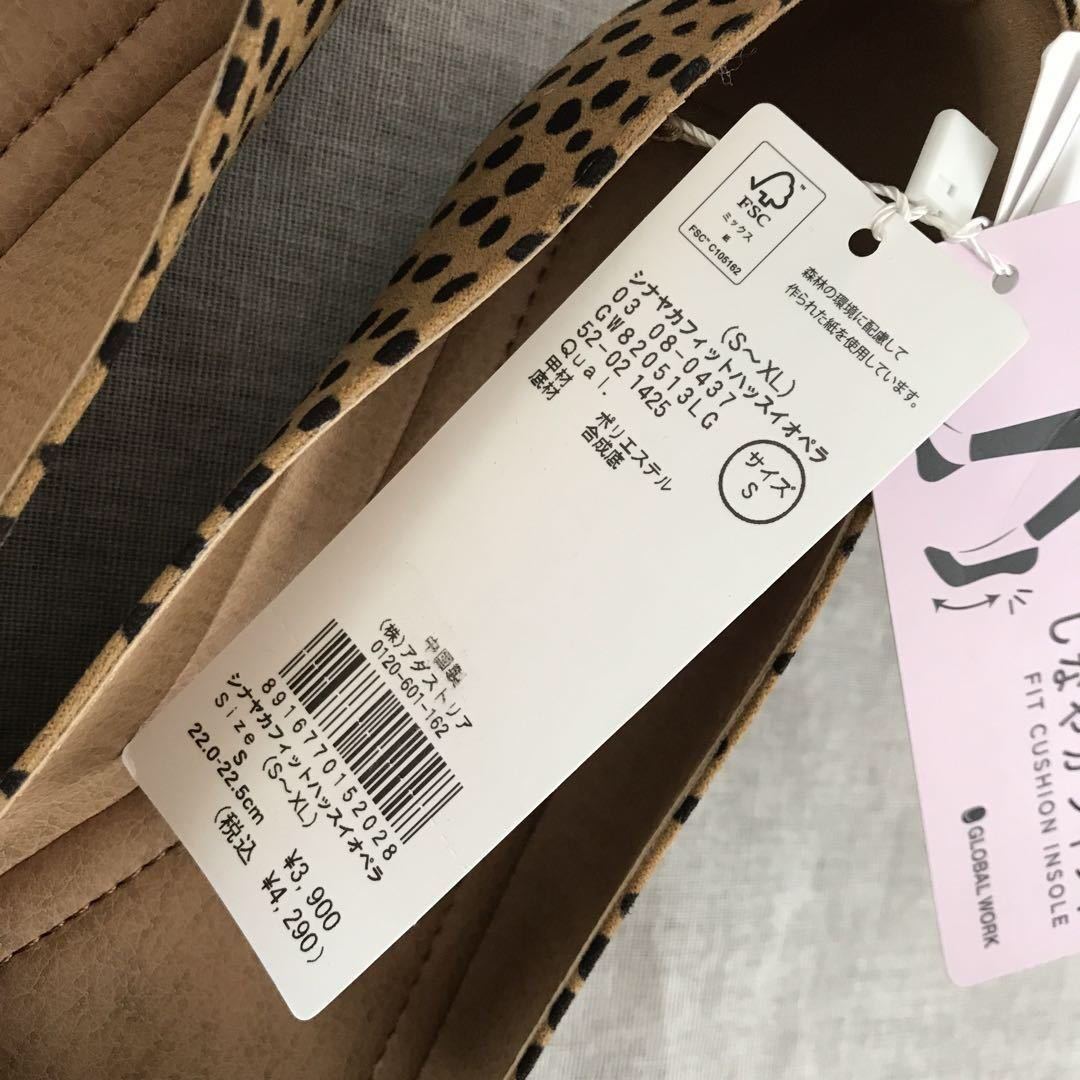 FSC™
ミックス
紙
FSC™ C105162
森林の環境に配慮して
作られた紙を使用しています。
(S～XL)
シナヤカフィットハッスイオペラ
03 08-0437
GW820513LG
52-02 1425
Qual.
甲材 ポリエステル
底材 合成底
サイズ
S
中国製
(株)アダストリア
0120-601-162
8916770152028
シナヤカフィットハッスイオペラ
(S～XL)
Size S
22.0-22.5cm
¥3,900
(税込 ¥4,290)
FIT CUSHION INSOLE
GLOBAL WORK